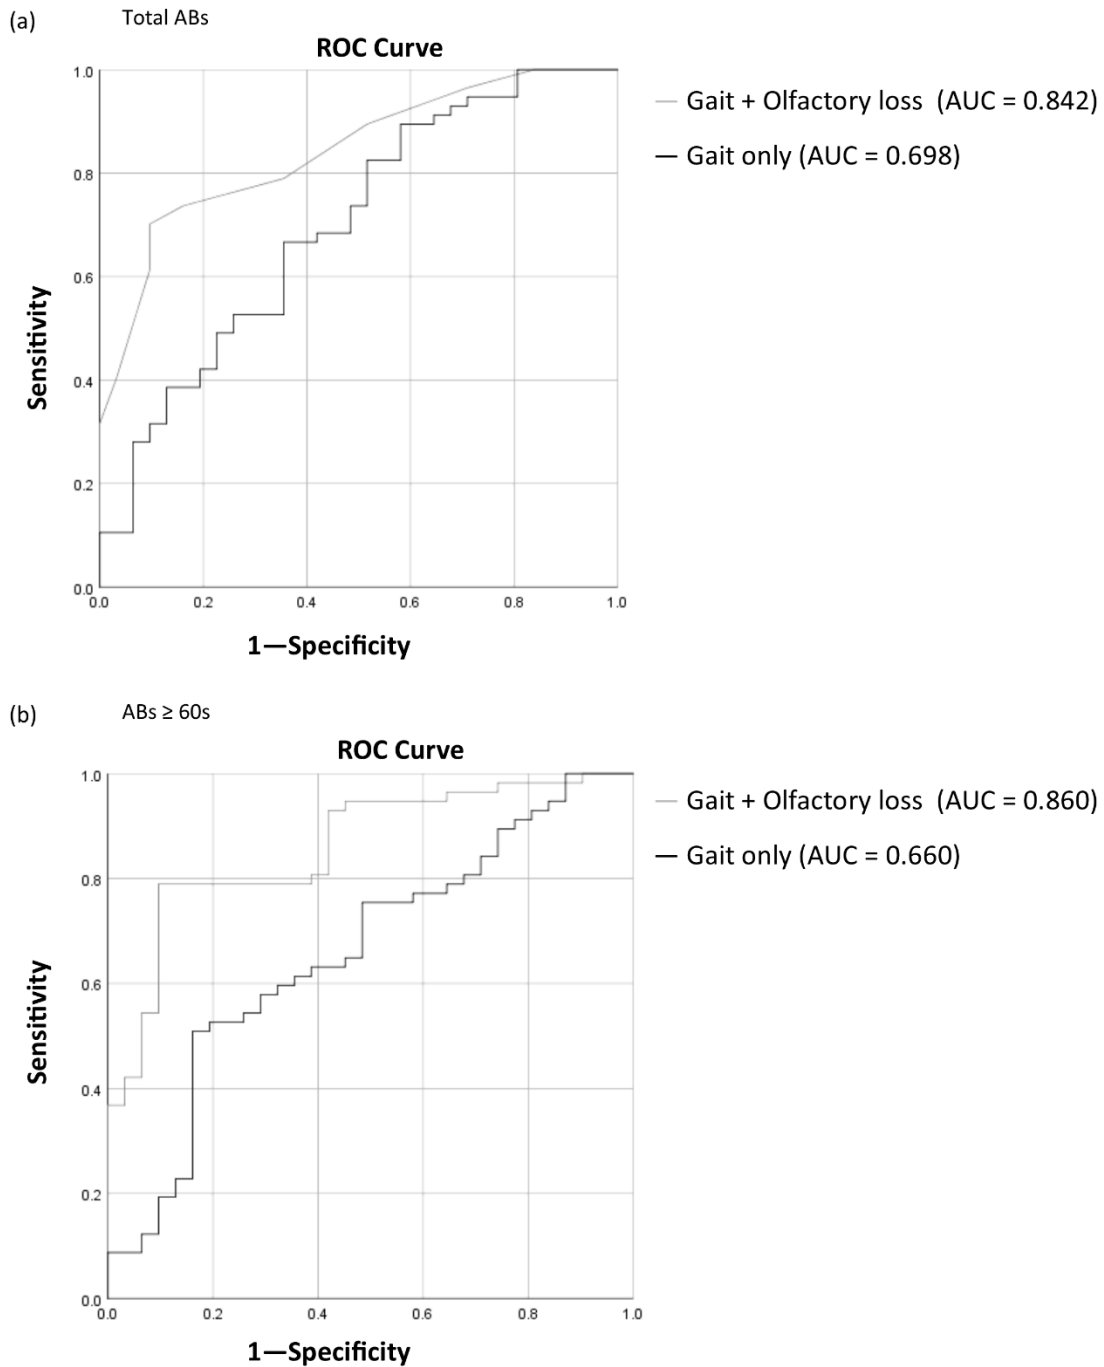 (a)
Total ABs
ROC Curve
1.0
0.8
0.6
0.4
0.2
0.0
Sensitivity
0.0 0.2 0.4 0.6 0.8 1.0
1—Specificity
Gait + Olfactory loss (AUC = 0.842)
Gait only (AUC = 0.698)
(b)
ABs ≥ 60s
ROC Curve
1.0
0.8
0.6
0.4
0.2
0.0
Sensitivity
0.0 0.2 0.4 0.6 0.8 1.0
1—Specificity
Gait + Olfactory loss (AUC = 0.860)
Gait only (AUC = 0.660)